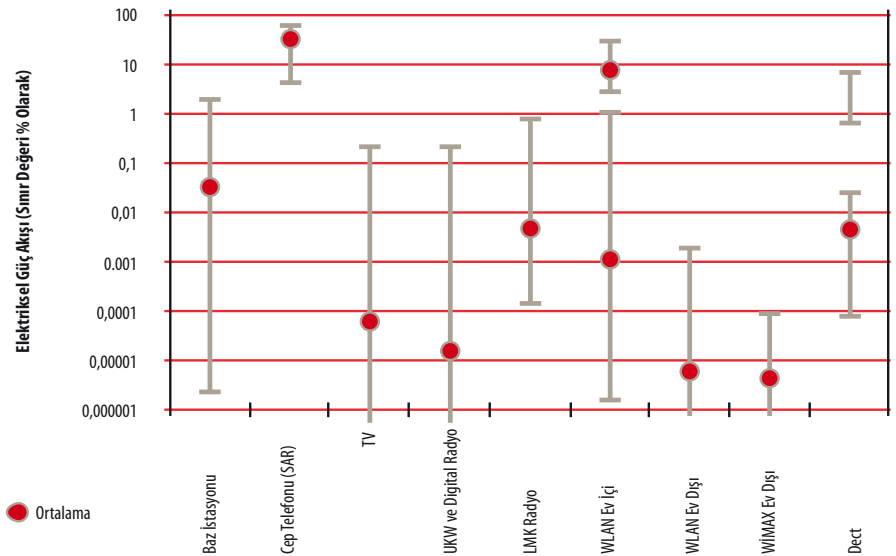 Elektriksel Güç Akışı (Sınır Değeri % Olarak)
100
10
1
0,1
0,01
0.001
0,0001
0,00001
0,000001
Baz İstasyonu
Cep Telefonu (SAR)
TV
UKW ve Digital Radyo
LMK Radyo
WLAN Ev İçi
WLAN Ev Dışı
WİMAX Ev Dışı
Dect
Ortalama